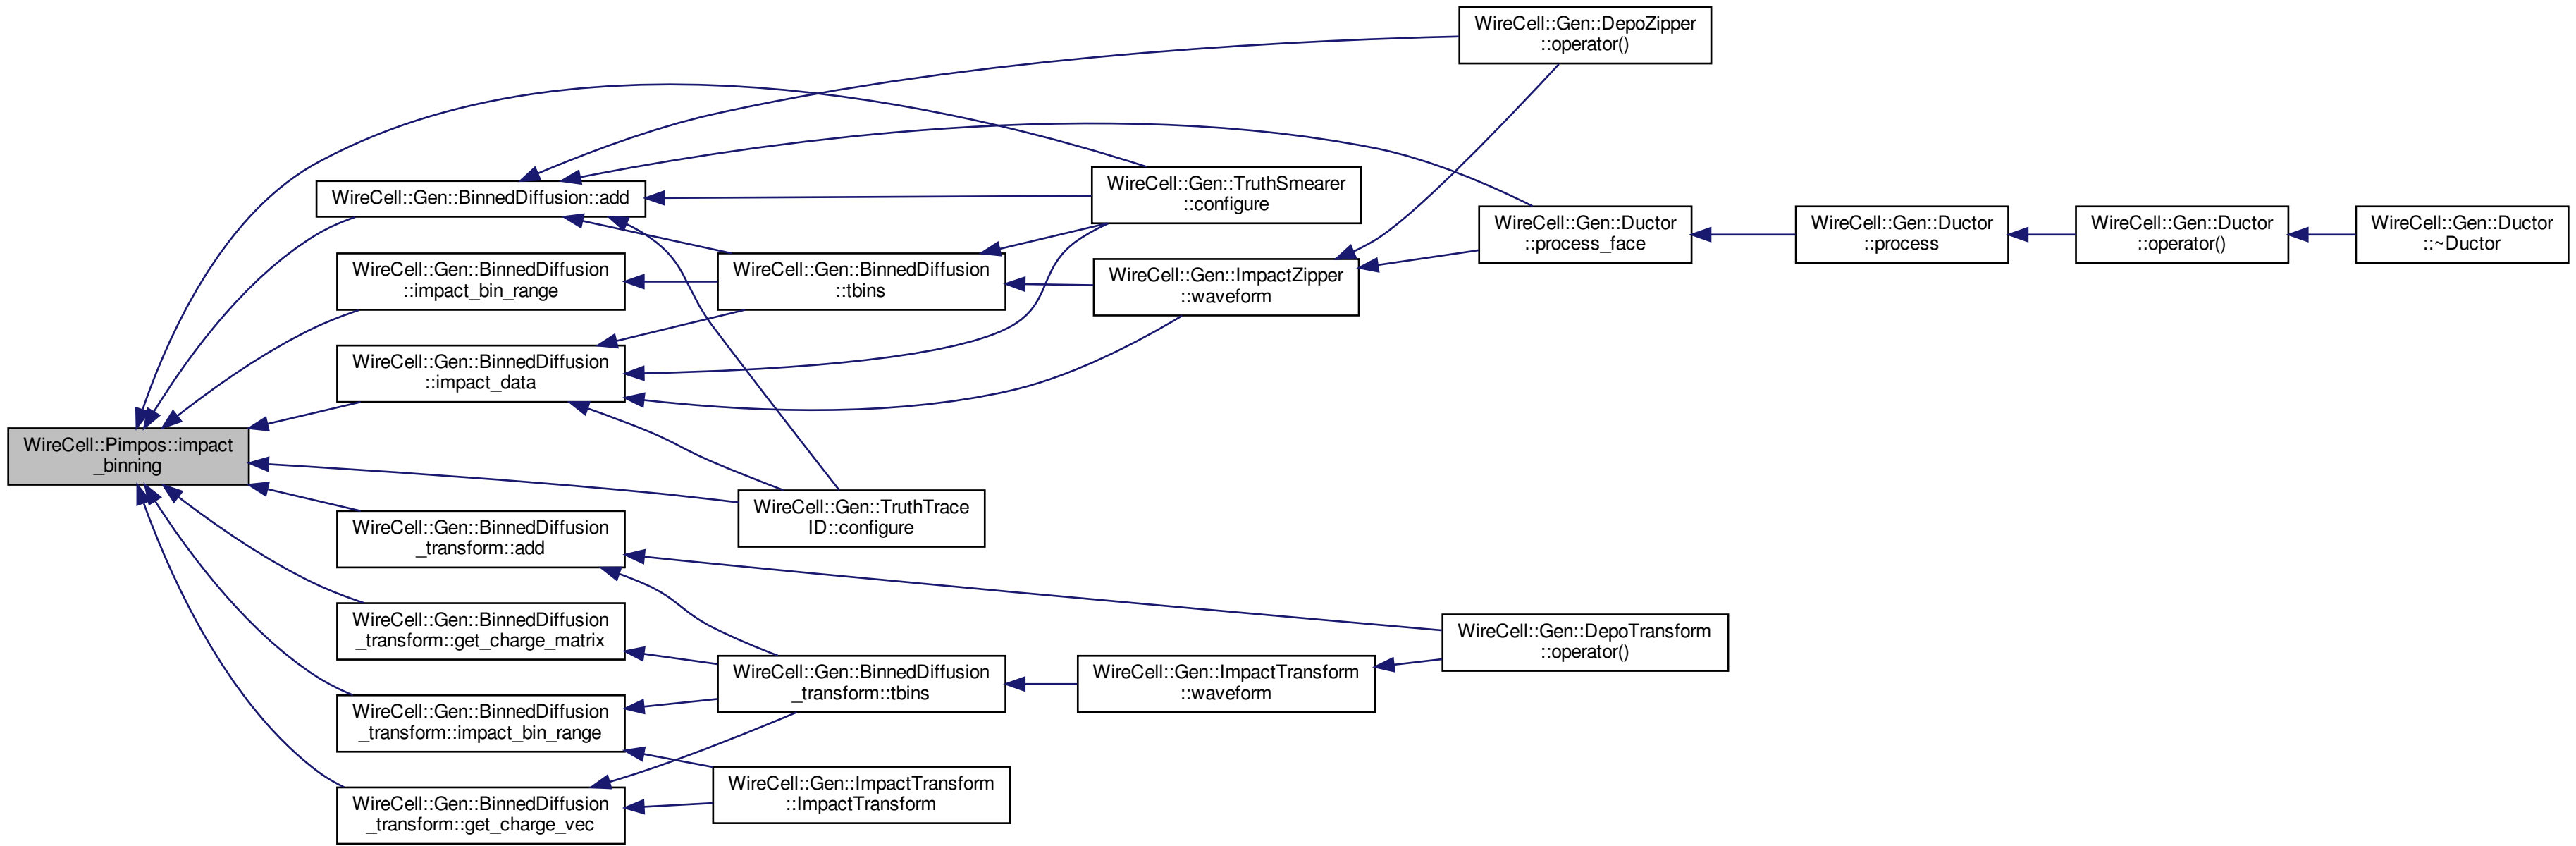 WireCell::Gen::DepoZipper
::operator()
WireCell::Gen::BinnedDiffusion::add
WireCell::Gen::TruthSmearer
::configure
WireCell::Gen::Ductor
::process_face
WireCell::Gen::Ductor
::process
WireCell::Gen::Ductor
::operator()
WireCell::Gen::Ductor
::~Ductor
WireCell::Gen::BinnedDiffusion
::impact_bin_range
WireCell::Gen::BinnedDiffusion
::tbins
WireCell::Gen::ImpactZipper
::waveform
WireCell::Gen::BinnedDiffusion
::impact_data
WireCell::Pimpos::impact
_binning
WireCell::Gen::TruthTrace
ID::configure
WireCell::Gen::BinnedDiffusion
_transform::add
WireCell::Gen::BinnedDiffusion
_transform::get_charge_matrix
WireCell::Gen::DepoTransform
::operator()
WireCell::Gen::BinnedDiffusion
_transform::tbins
WireCell::Gen::ImpactTransform
::waveform
WireCell::Gen::BinnedDiffusion
_transform::impact_bin_range
WireCell::Gen::ImpactTransform
::ImpactTransform
WireCell::Gen::BinnedDiffusion
_transform::get_charge_vec